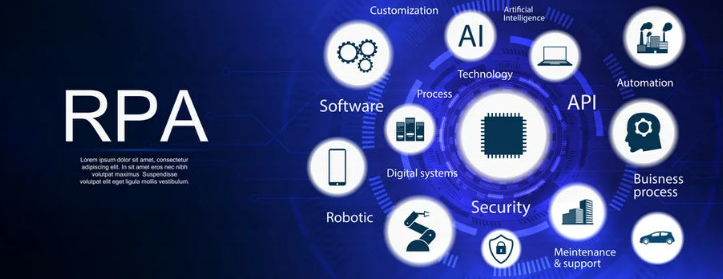 RPA
Lorem ipsum dolor sit amet, consectetur
adipiscing elit. In sit amet eros nec nibh
volutpat maximus Suspendisse
volutpat elit eget ligula mollis vestibulum.
Customization
Artificial
Intelligence
AI
Technology
Automation
Software
Process
API
Digital systems
Buisness
process
Robotic
Security
Meintenance
& support